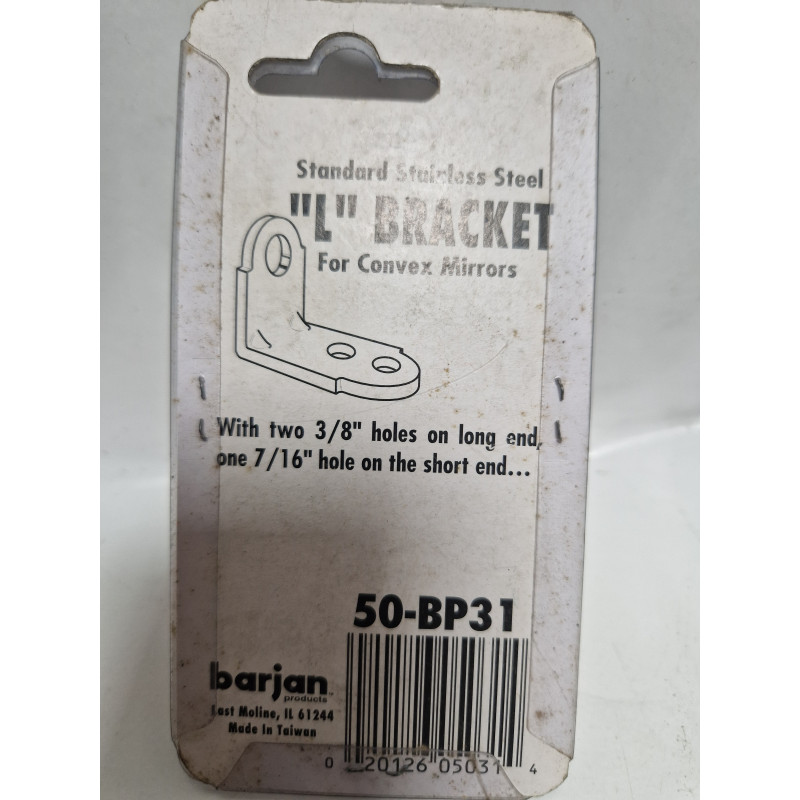 Standard Stainless Steel
"L" BRACKET
For Convex Mirrors
With two 3/8" holes on long end,
one 7/16" hole on the short end...
50-BP31
barjan
products
East Moline, IL 61244
Made In Taiwan
0 20126 05031 4